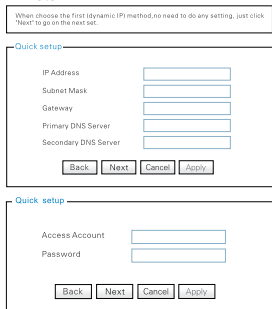 When choose the first (dynamic IP) method,no need to do any setting, just click
"Next" to go on the next set.
Quick setup
IP Address
Subnet Mask
Gateway
Primary DNS Server
Secondary DNS Server
Back Next Cancel Apply
Quick setup
Access Account
Password
Back Next Cancel Apply